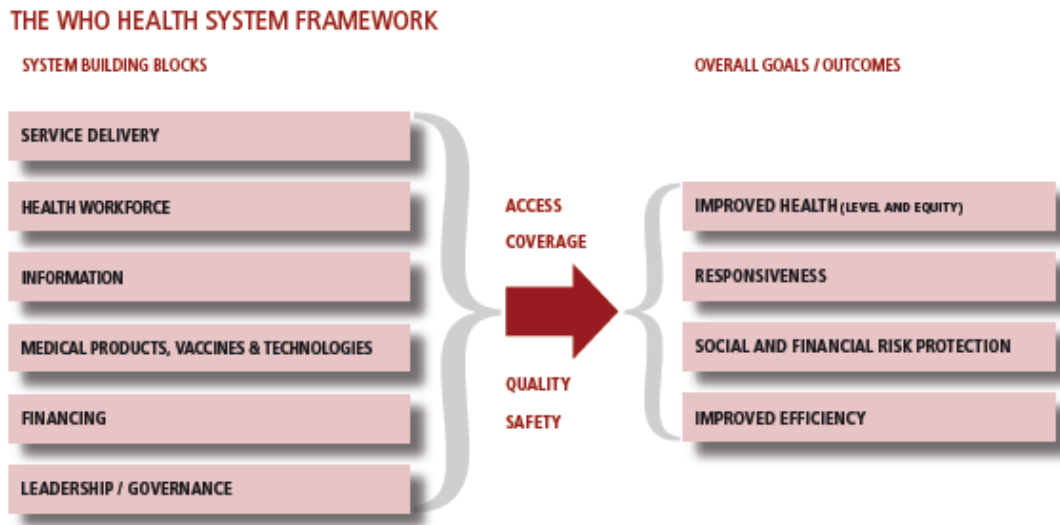 THE WHO HEALTH SYSTEM FRAMEWORK
SYSTEM BUILDING BLOCKS
OVERALL GOALS / OUTCOMES
SERVICE DELIVERY
HEALTH WORKFORCE
INFORMATION
MEDICAL PRODUCTS, VACCINES & TECHNOLOGIES
FINANCING
LEADERSHIP / GOVERNANCE
ACCESS
COVERAGE
QUALITY
SAFETY
IMPROVED HEALTH (LEVEL AND EQUITY)
RESPONSIVENESS
SOCIAL AND FINANCIAL RISK PROTECTION
IMPROVED EFFICIENCY